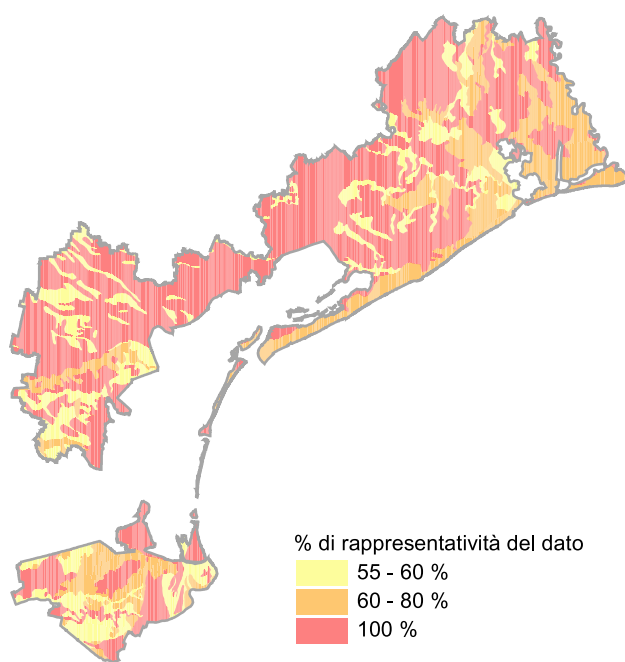 % di rappresentatività del dato
55 - 60 %
60 - 80 %
100 %